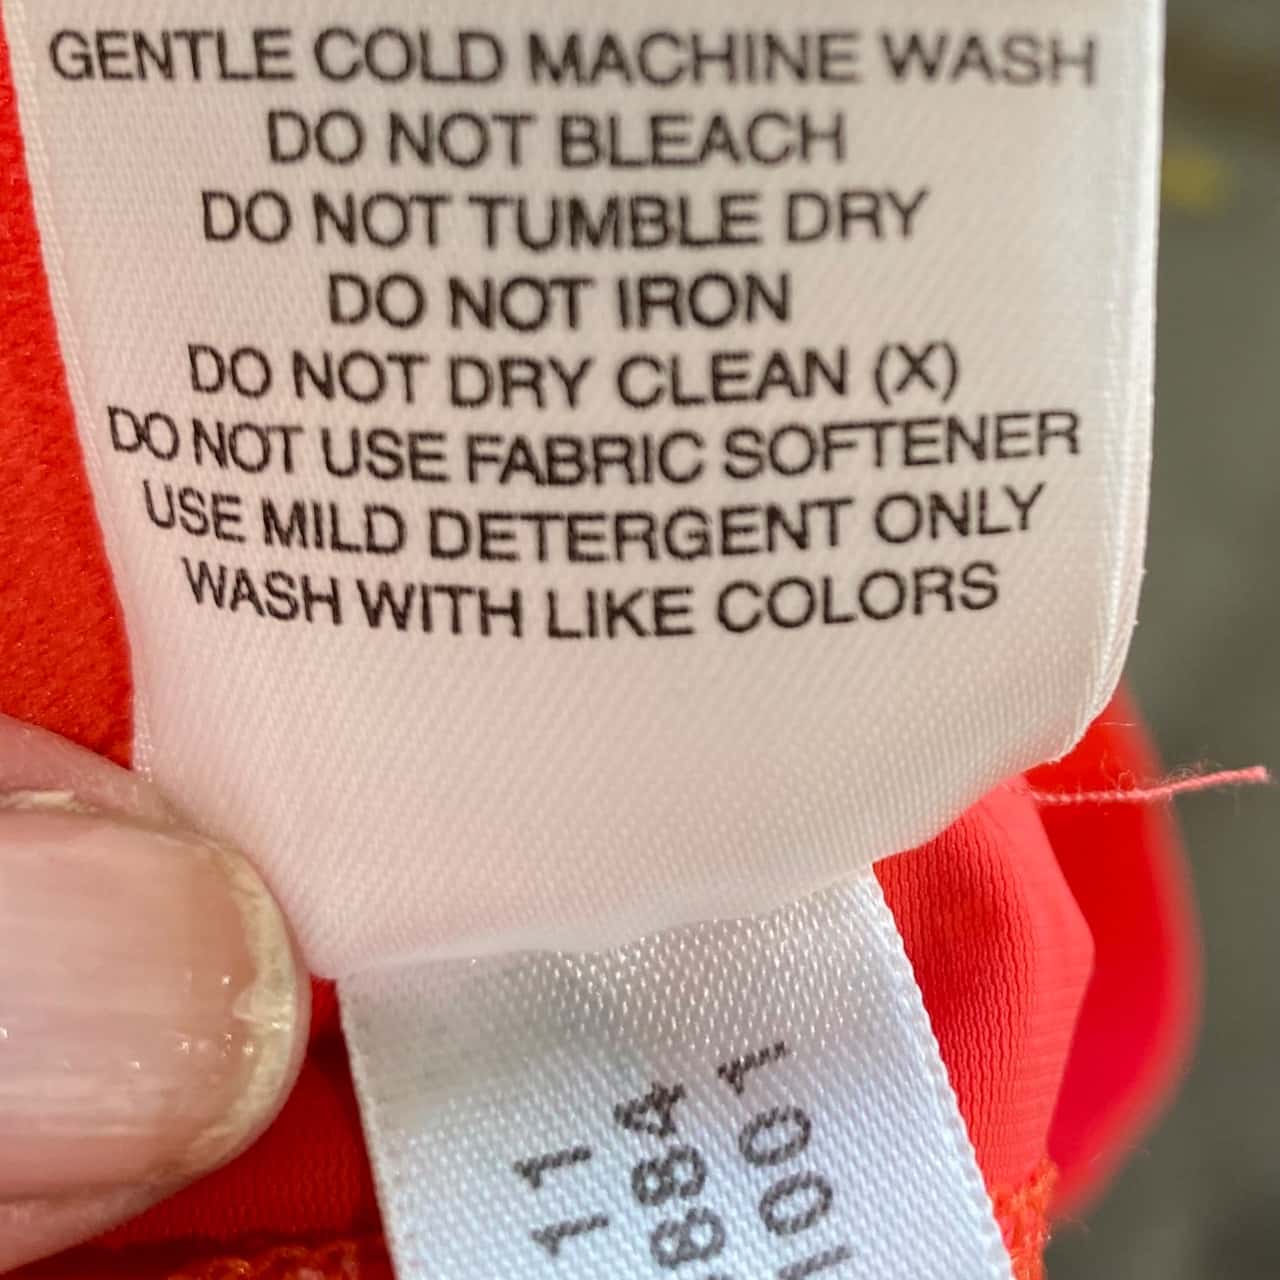 GENTLE COLD MACHINE WASH
DO NOT BLEACH
DO NOT TUMBLE DRY
DO NOT IRON
DO NOT DRY CLEAN (X)
DO NOT USE FABRIC SOFTENER
USE MILD DETERGENT ONLY
WASH WITH LIKE COLORS
11